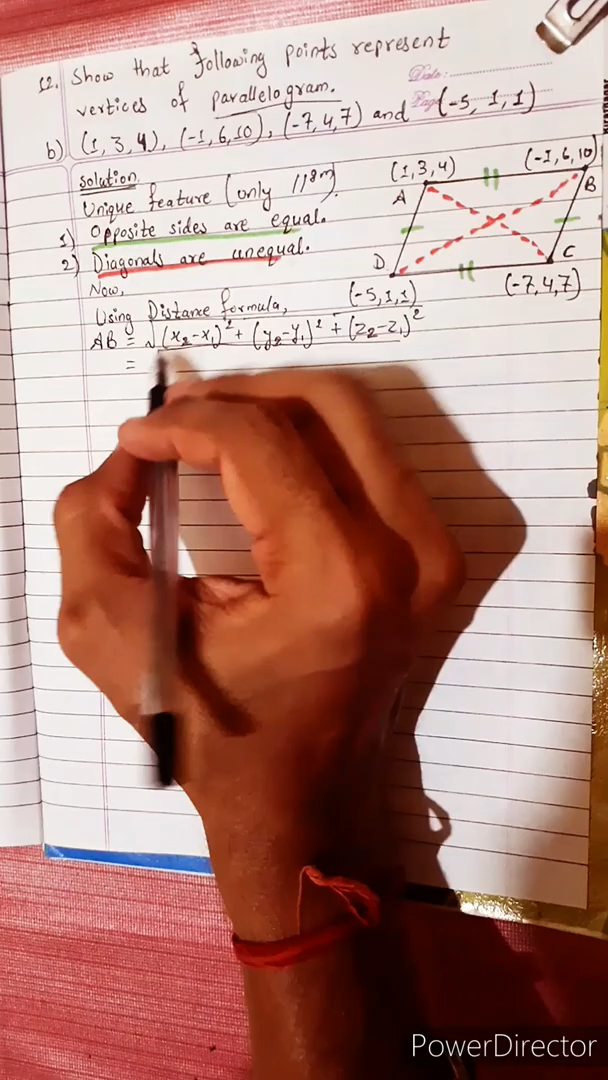 12. Show that following points represent
vertices of parallelogram.
Date:
Page
b) (1, 3, 4), (-1, 6, 10), (-7, 4, 7) and (-5, 1, 1)
solution
Unique feature (only 11gm)
1) Opposite sides are equal.
2) Diagonals are unequal.
Now,
Using Distance formula,
AB = √(x₂-x₁)² + (y₂-y₁)² + (z₂-z₁)²
=
(1, 3, 4)
(-1, 6, 10)
A
B
D
C
(-5, 1, 1)
(-7, 4, 7)
PowerDirector